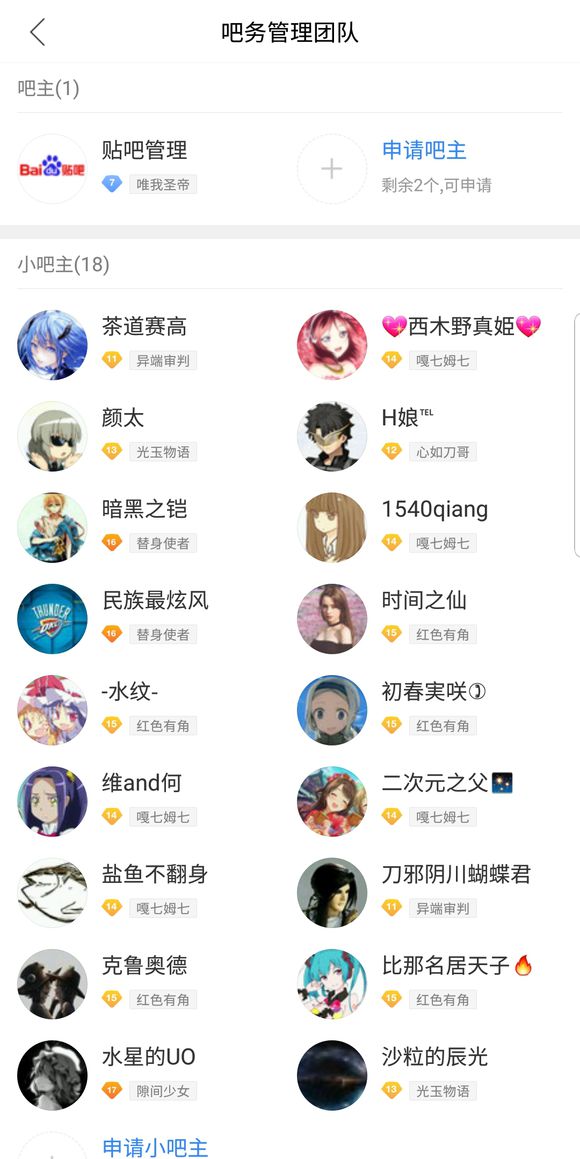 吧务管理团队
吧主(1)
Bai du 贴吧
贴吧管理
申请吧主
7 唯我圣帝
剩余2个,可申请
小吧主(18)
茶道赛高
💖西木野真姫💖
11 异端审判
14 嘎七姆七
颜太
H娘℡
13 光玉物语
12 心如刀哥
暗黑之铠
1540qiang
16 替身使者
14 嘎七姆七
THUNDER
OKC
民族最炫风
时间之仙
16 替身使者
15 红色有角
-水纹-
初春実咲🌖
15 红色有角
15 红色有角
维and何
二次元之父🎇
14 嘎七姆七
14 嘎七姆七
盐鱼不翻身
刀邪阴川蝴蝶君
14 嘎七姆七
11 异端审判
克鲁奥德
比那名居天子🔥
15 红色有角
15 红色有角
水星的UO
沙粒的辰光
17 隙间少女
13 光玉物语
申请小吧主